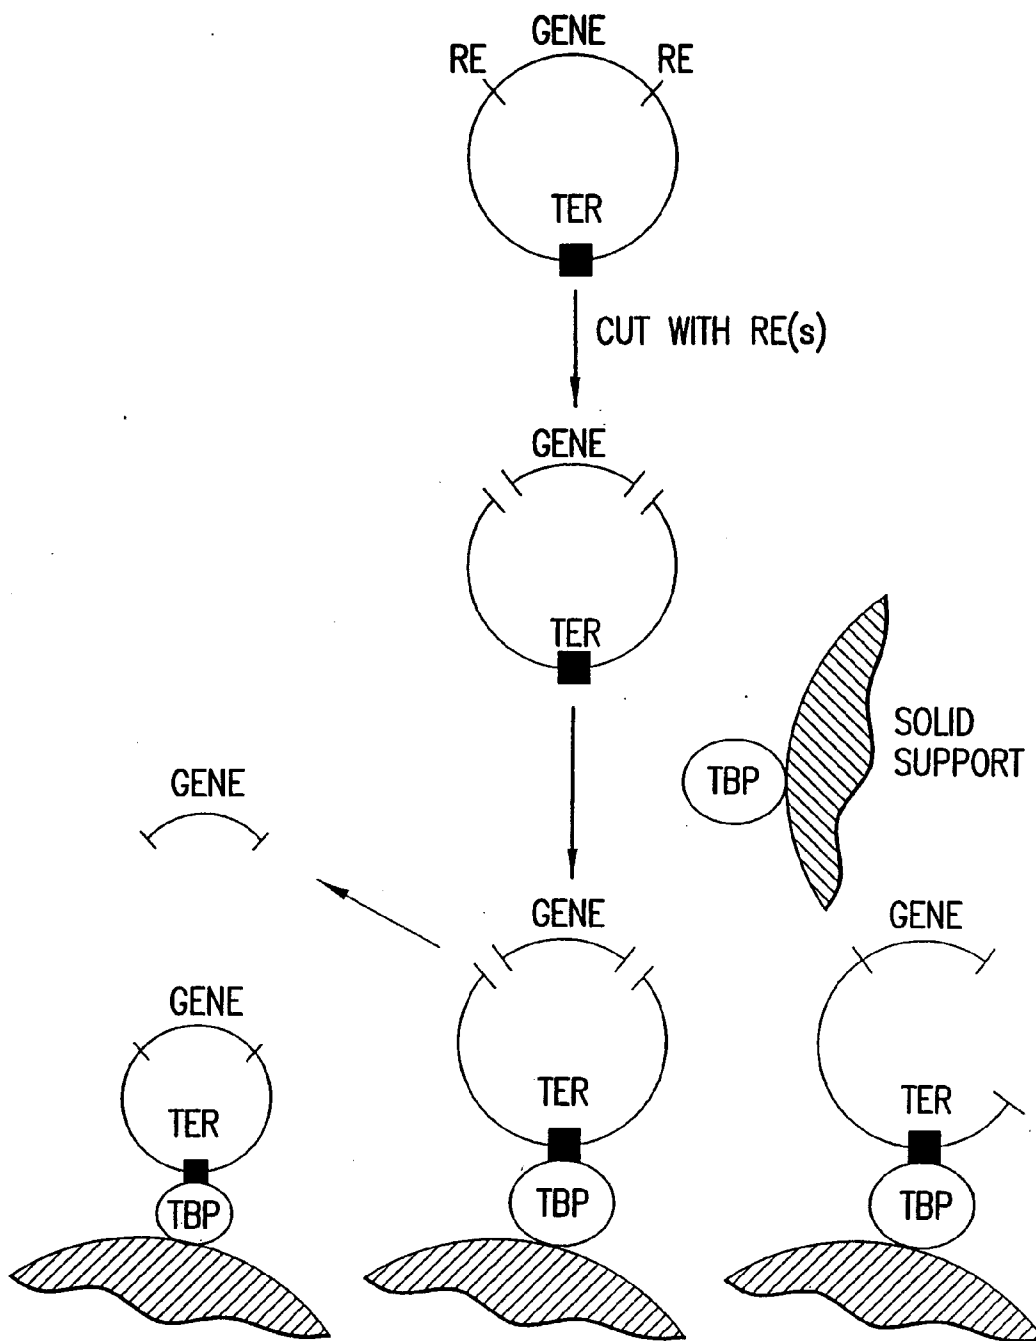 GENE
RE RE
TER
CUT WITH RE(s)
GENE
TER
SOLID
SUPPORT
TBP
GENE
GENE
GENE
GENE
TER
TER
TER
TBP
TBP
TBP